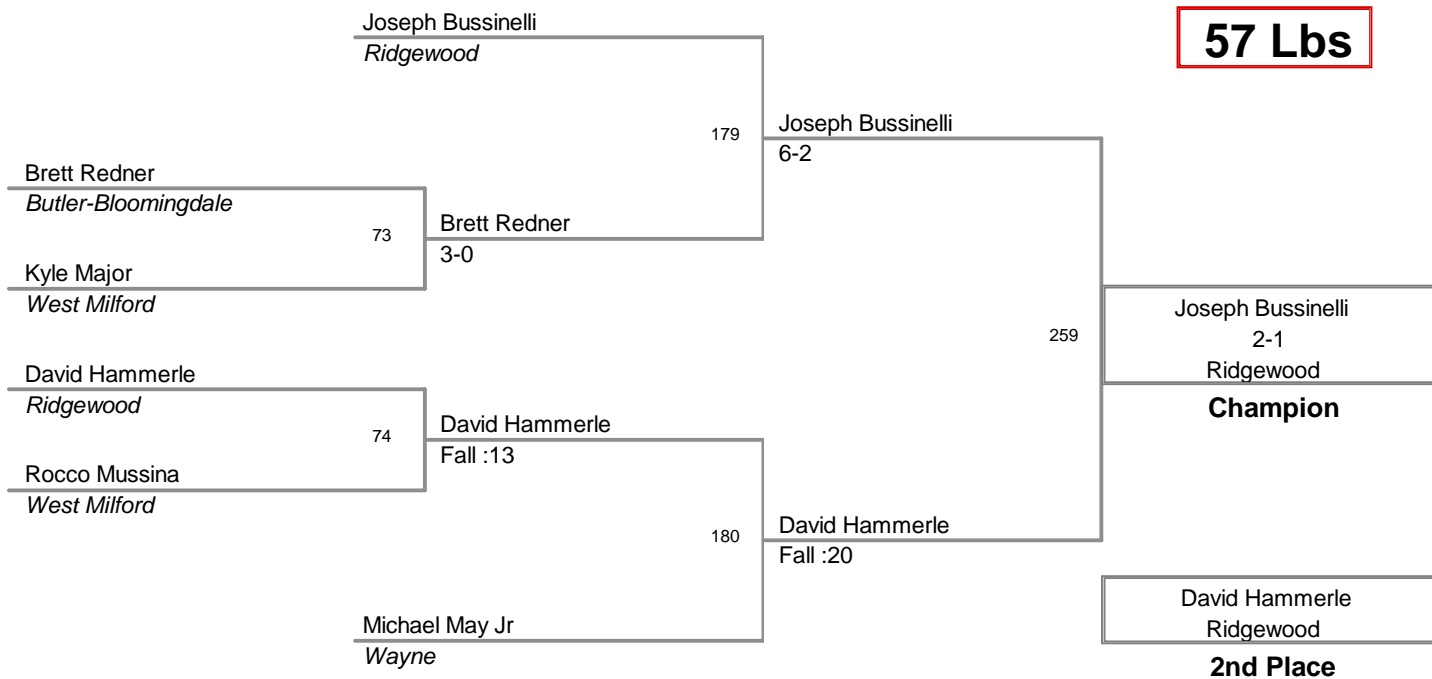 Joseph Bussinelli
Ridgewood
57 Lbs
179
Joseph Bussinelli
6-2
Brett Redner
Butler-Bloomingdale
73
Brett Redner
3-0
Kyle Major
West Milford
259
Joseph Bussinelli
2-1
Ridgewood
Champion
David Hammerle
Ridgewood
74
David Hammerle
Fall :13
Rocco Mussina
West Milford
180
David Hammerle
Fall :20
Michael May Jr
Wayne
David Hammerle
Ridgewood
2nd Place